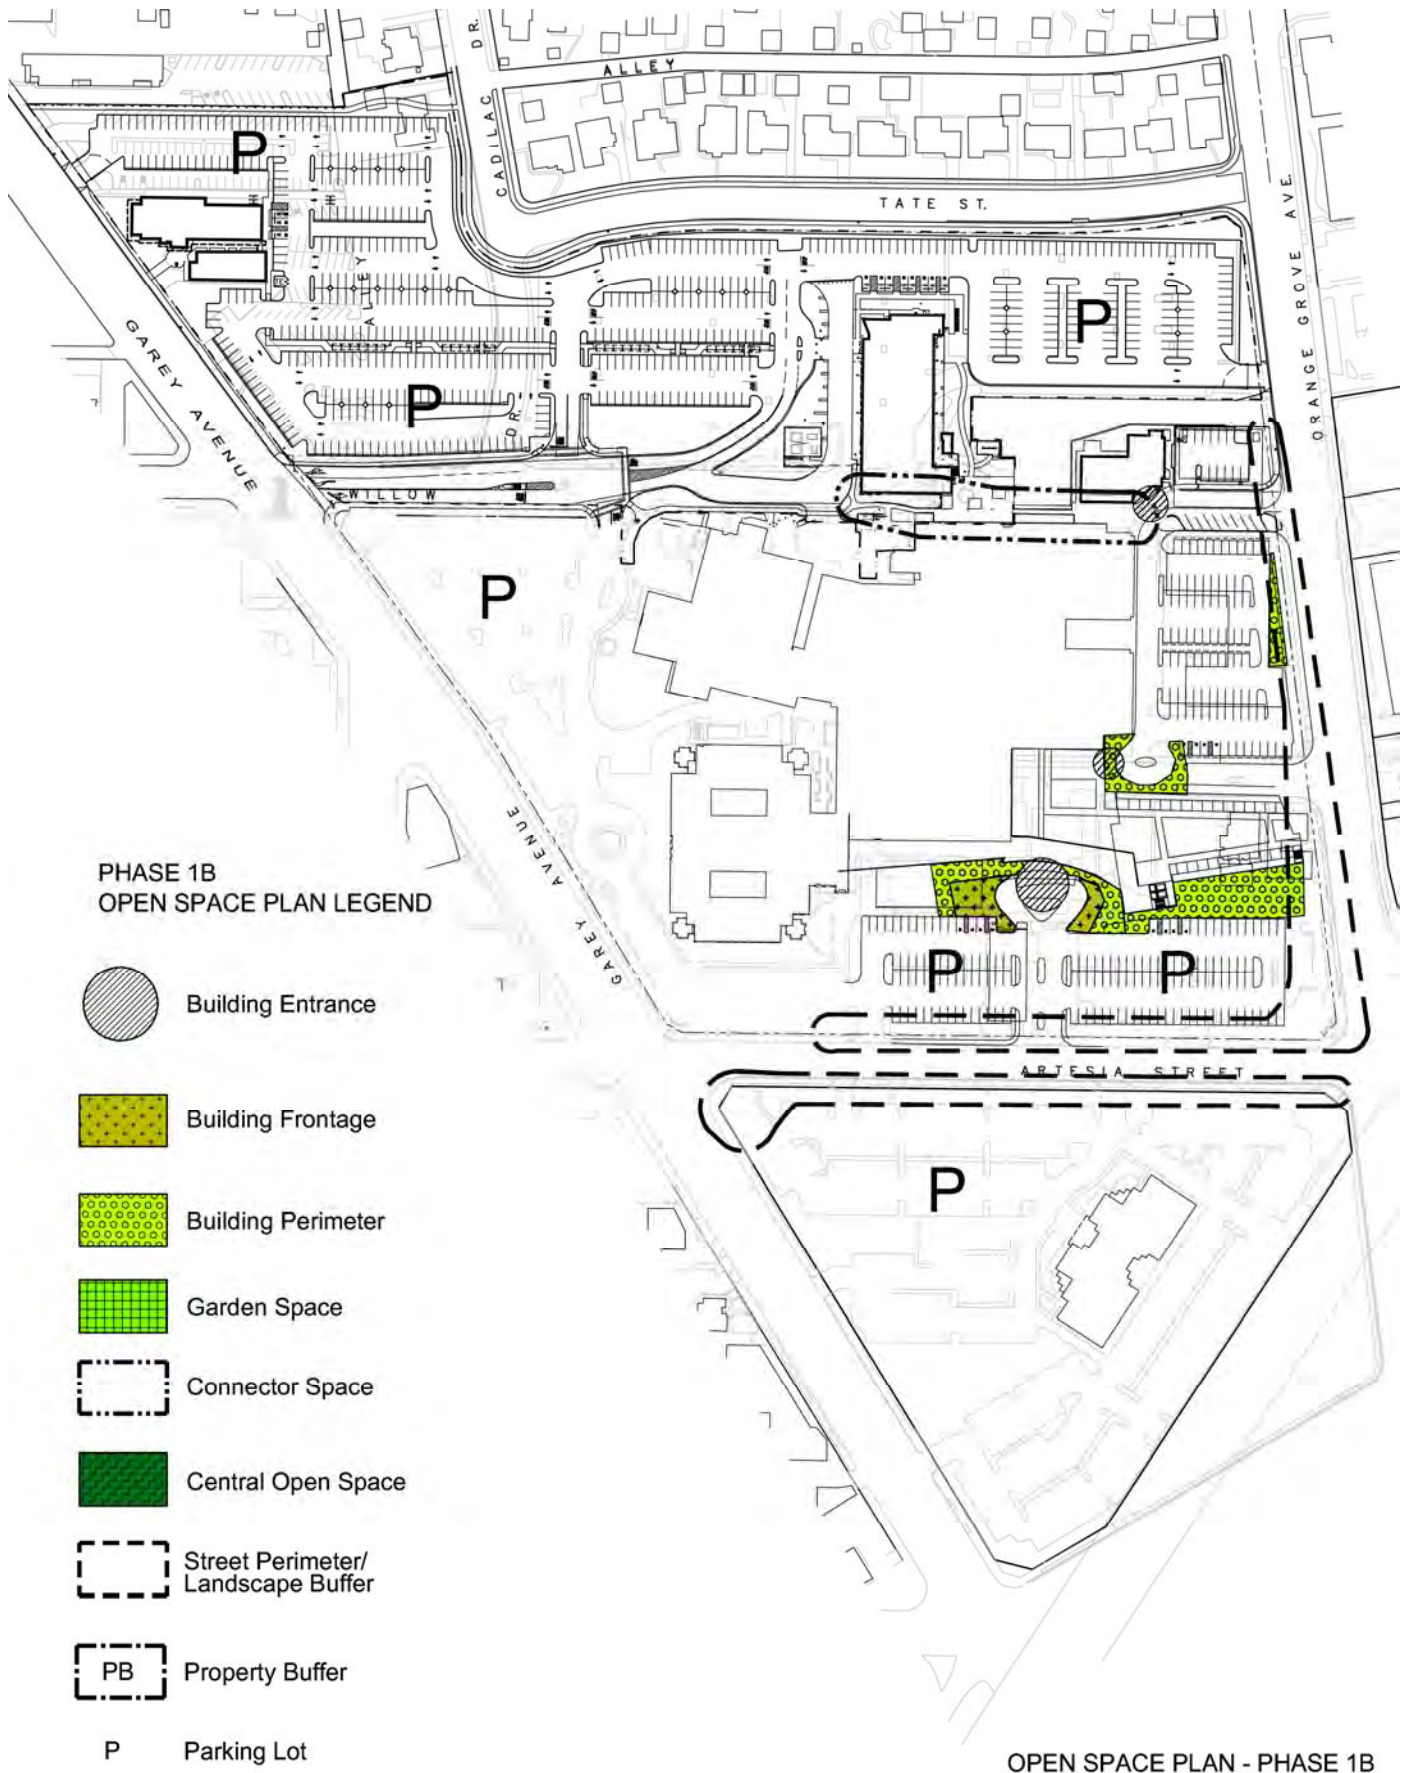 DR.
ALLEY
CADILAC
P
TATE ST.
ORANGE GROVE AVE.
ALLEY
P
GAREY AVENUE
P
DR.
WILLOW
P
GAREY AVENUE
PHASE 1B
OPEN SPACE PLAN LEGEND
P
P
Building Entrance
ARTESIA STREET
Building Frontage
P
Building Perimeter
Garden Space
Connector Space
Central Open Space
Street Perimeter/
Landscape Buffer
PB
Property Buffer
P
Parking Lot
OPEN SPACE PLAN - PHASE 1B